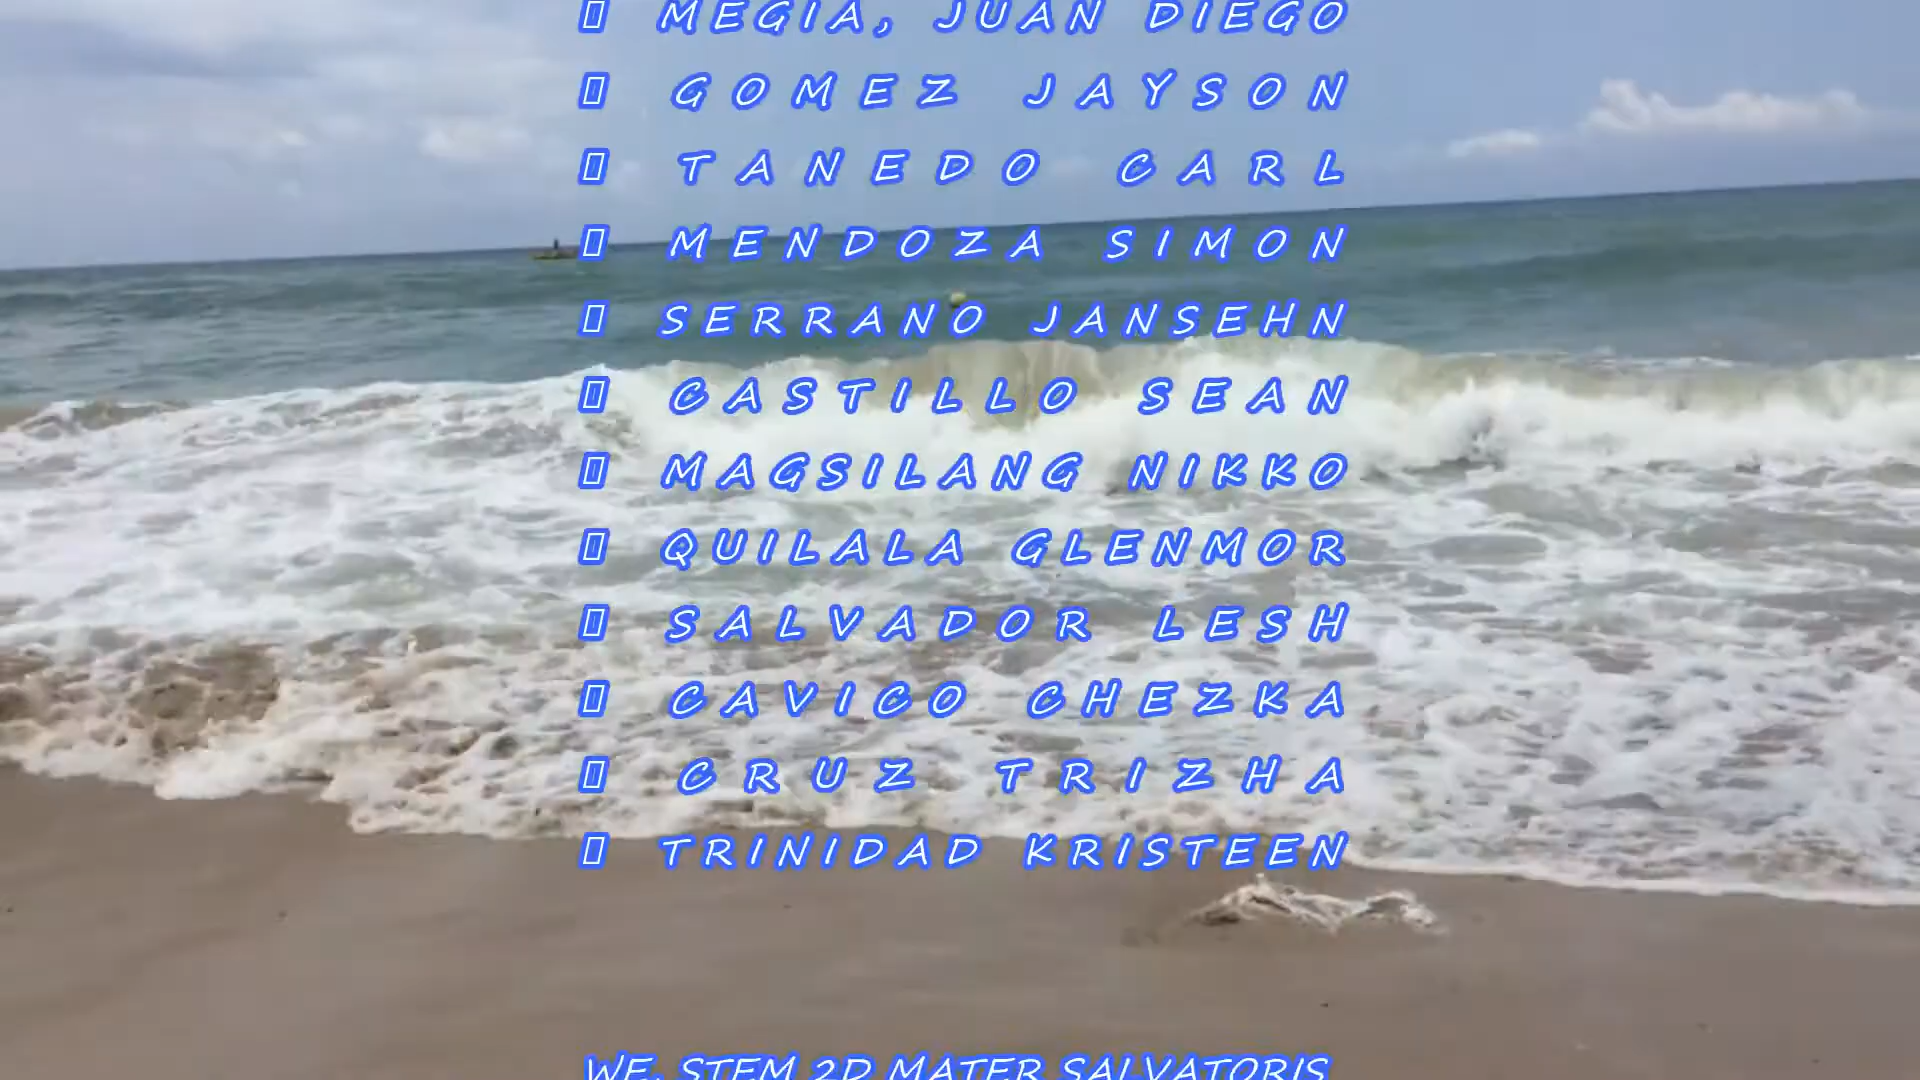 MEGIA, JUAN DIEGO
GOMEZ JAYSON
TANEDO CARL
MENDOZA SIMON
SERRANO JANSEHN
CASTILLO SEAN
MAGSILANG NIKKO
QUILALA GLENMOR
SALVADOR LESH
CAVICO CHEZKA
CRUZ TRIZHA
TRINIDAD KRISTEEN
WE, STEM 2D MATER SALVATORIS